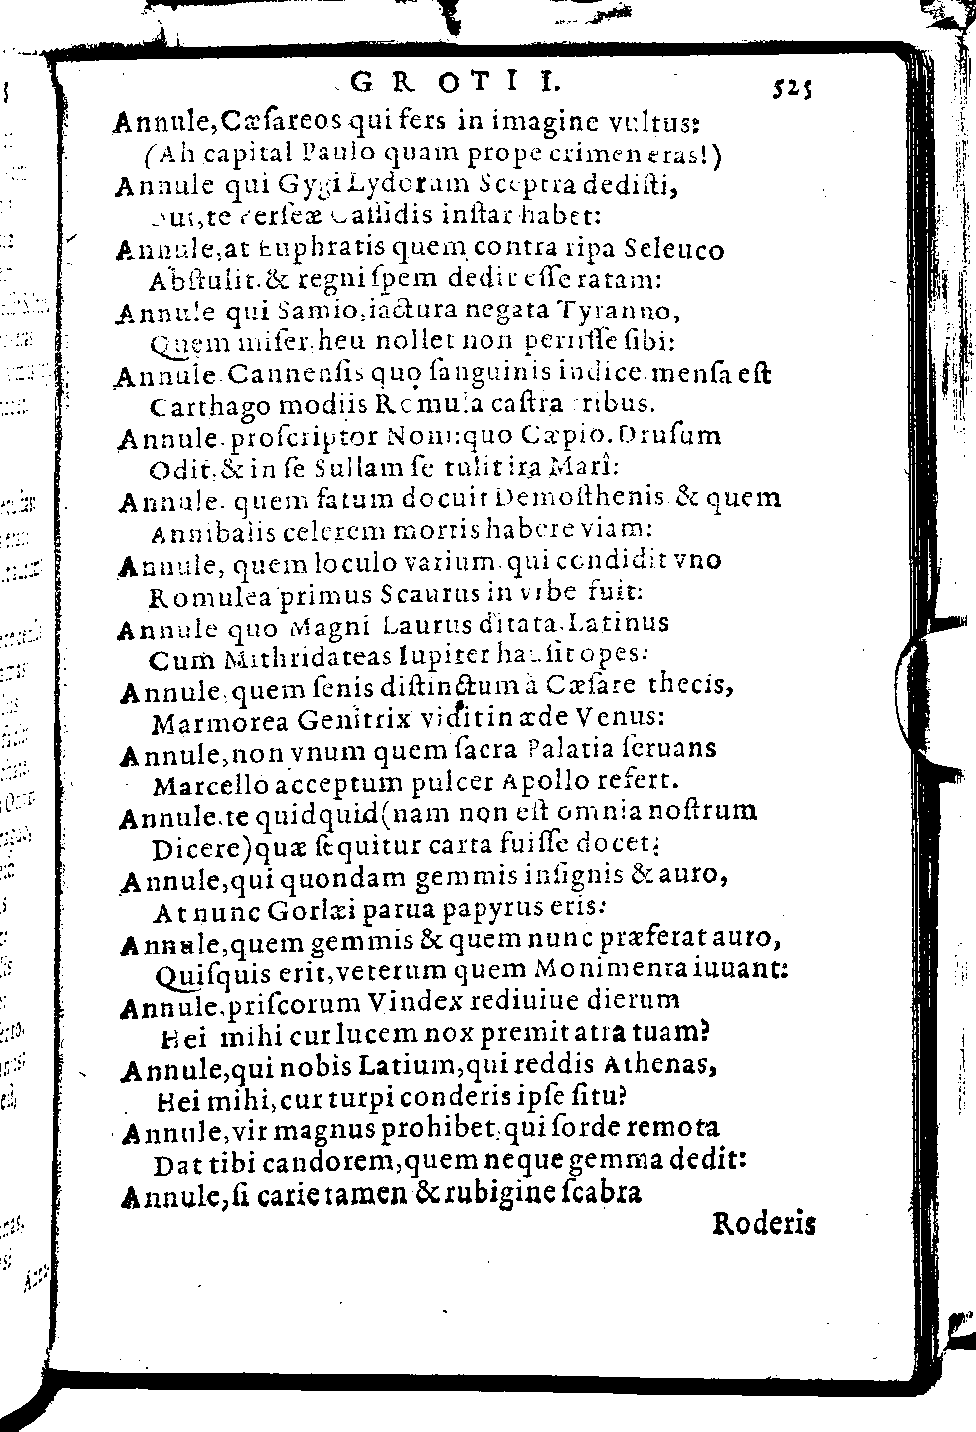 GROTII I. 525
Annule,Cæſareos qui fers in imagine vultus:
(Ah capital Paulo quam prope crimen eras!)
Annule qui Gygi Lydorum Sceptra dediſti,
te Caſſidis inſtar habet:
Annule,at Euphratis quem contra ripa Seleuco
Abſtulit.& regni ſpem dedit eſſe ratam:
Annule qui Samio,iactura negata Tyranno,
Quem miſer,heu nollet non periiſſe ſibi:
Annule Cannenſis quo ſanguinis indice menſa eſt
Carthago modiis Romula caſtra tribus.
Annule.proſcriptor Nom:quo Cæpio.Druſum
Odit,& in ſe Sullam ſe tulit ira Marî:
Annule. quem fatum docuit Demoſthenis & quem
Annibalis celerem mortis habere viam:
Annule, quem loculo varium.qui condidit vno
Romulea primus Scaurus in vrbe fuit:
Annule quo Magni Laurus ditata.Latinus
Cum Mithridateas Iupiter hauſit opes:
Annule,quem ſenis diſtinctum à Cæſare thecis,
Marmorea Genitrix vidit in æde Venus:
Annule,non vnum quem ſacra Palatia ſeruans
Marcello acceptum pulcer Apollo refert.
Annule.te quidquid(nam non eſt omnia noſtrum
Dicere)quæ ſequitur carta fuiſſe docet:
Annule,qui quondam gemmis inſignis & auro,
At nunc Gorlæi parua papyrus eris:
Annule,quem gemmis & quem nunc præferat auro,
Quiſquis erit,veterum quem Monimenta iuuant:
Annule.priſcorum Vindex rediuiue dierum
Hei mihi cur lucem nox premit atra tuam?
Annule,qui nobis Latium,qui reddis Athenas,
Hei mihi,cur turpi conderis ipſe ſitu?
Annule,vir magnus prohibet,qui ſorde remota
Dat tibi candorem,quem neque gemma dedit:
Annule,ſi carie tamen & rubigine ſcabra
Roderis